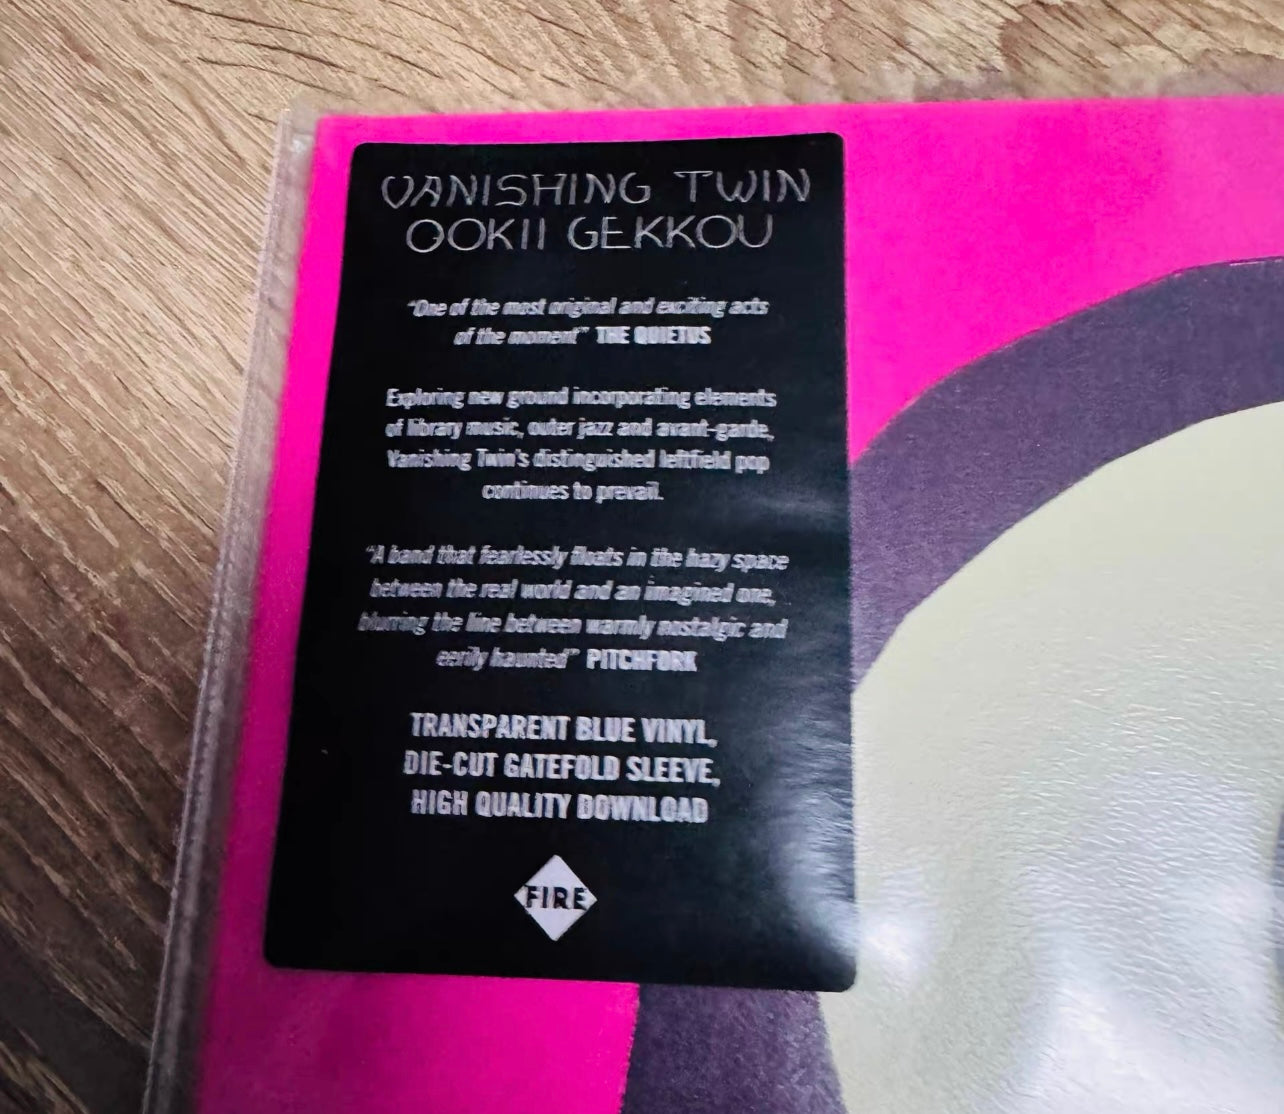 VANISHING TWIN
OOKII GEKKOU
"One of the most original and exciting acts
of the moment" THE QUIETUS
Exploring new ground incorporating elements
of library music, outer jazz and avant-garde,
Vanishing Twin's distinguished leftfield pop
continues to prevail.
"A band that fearlessly floats in the hazy space
between the real world and an imagined one,
blurring the line between warmly nostalgic and
eerily haunted" PITCHFORK
TRANSPARENT BLUE VINYL,
DIE-CUT GATEFOLD SLEEVE,
HIGH QUALITY DOWNLOAD
FIRE